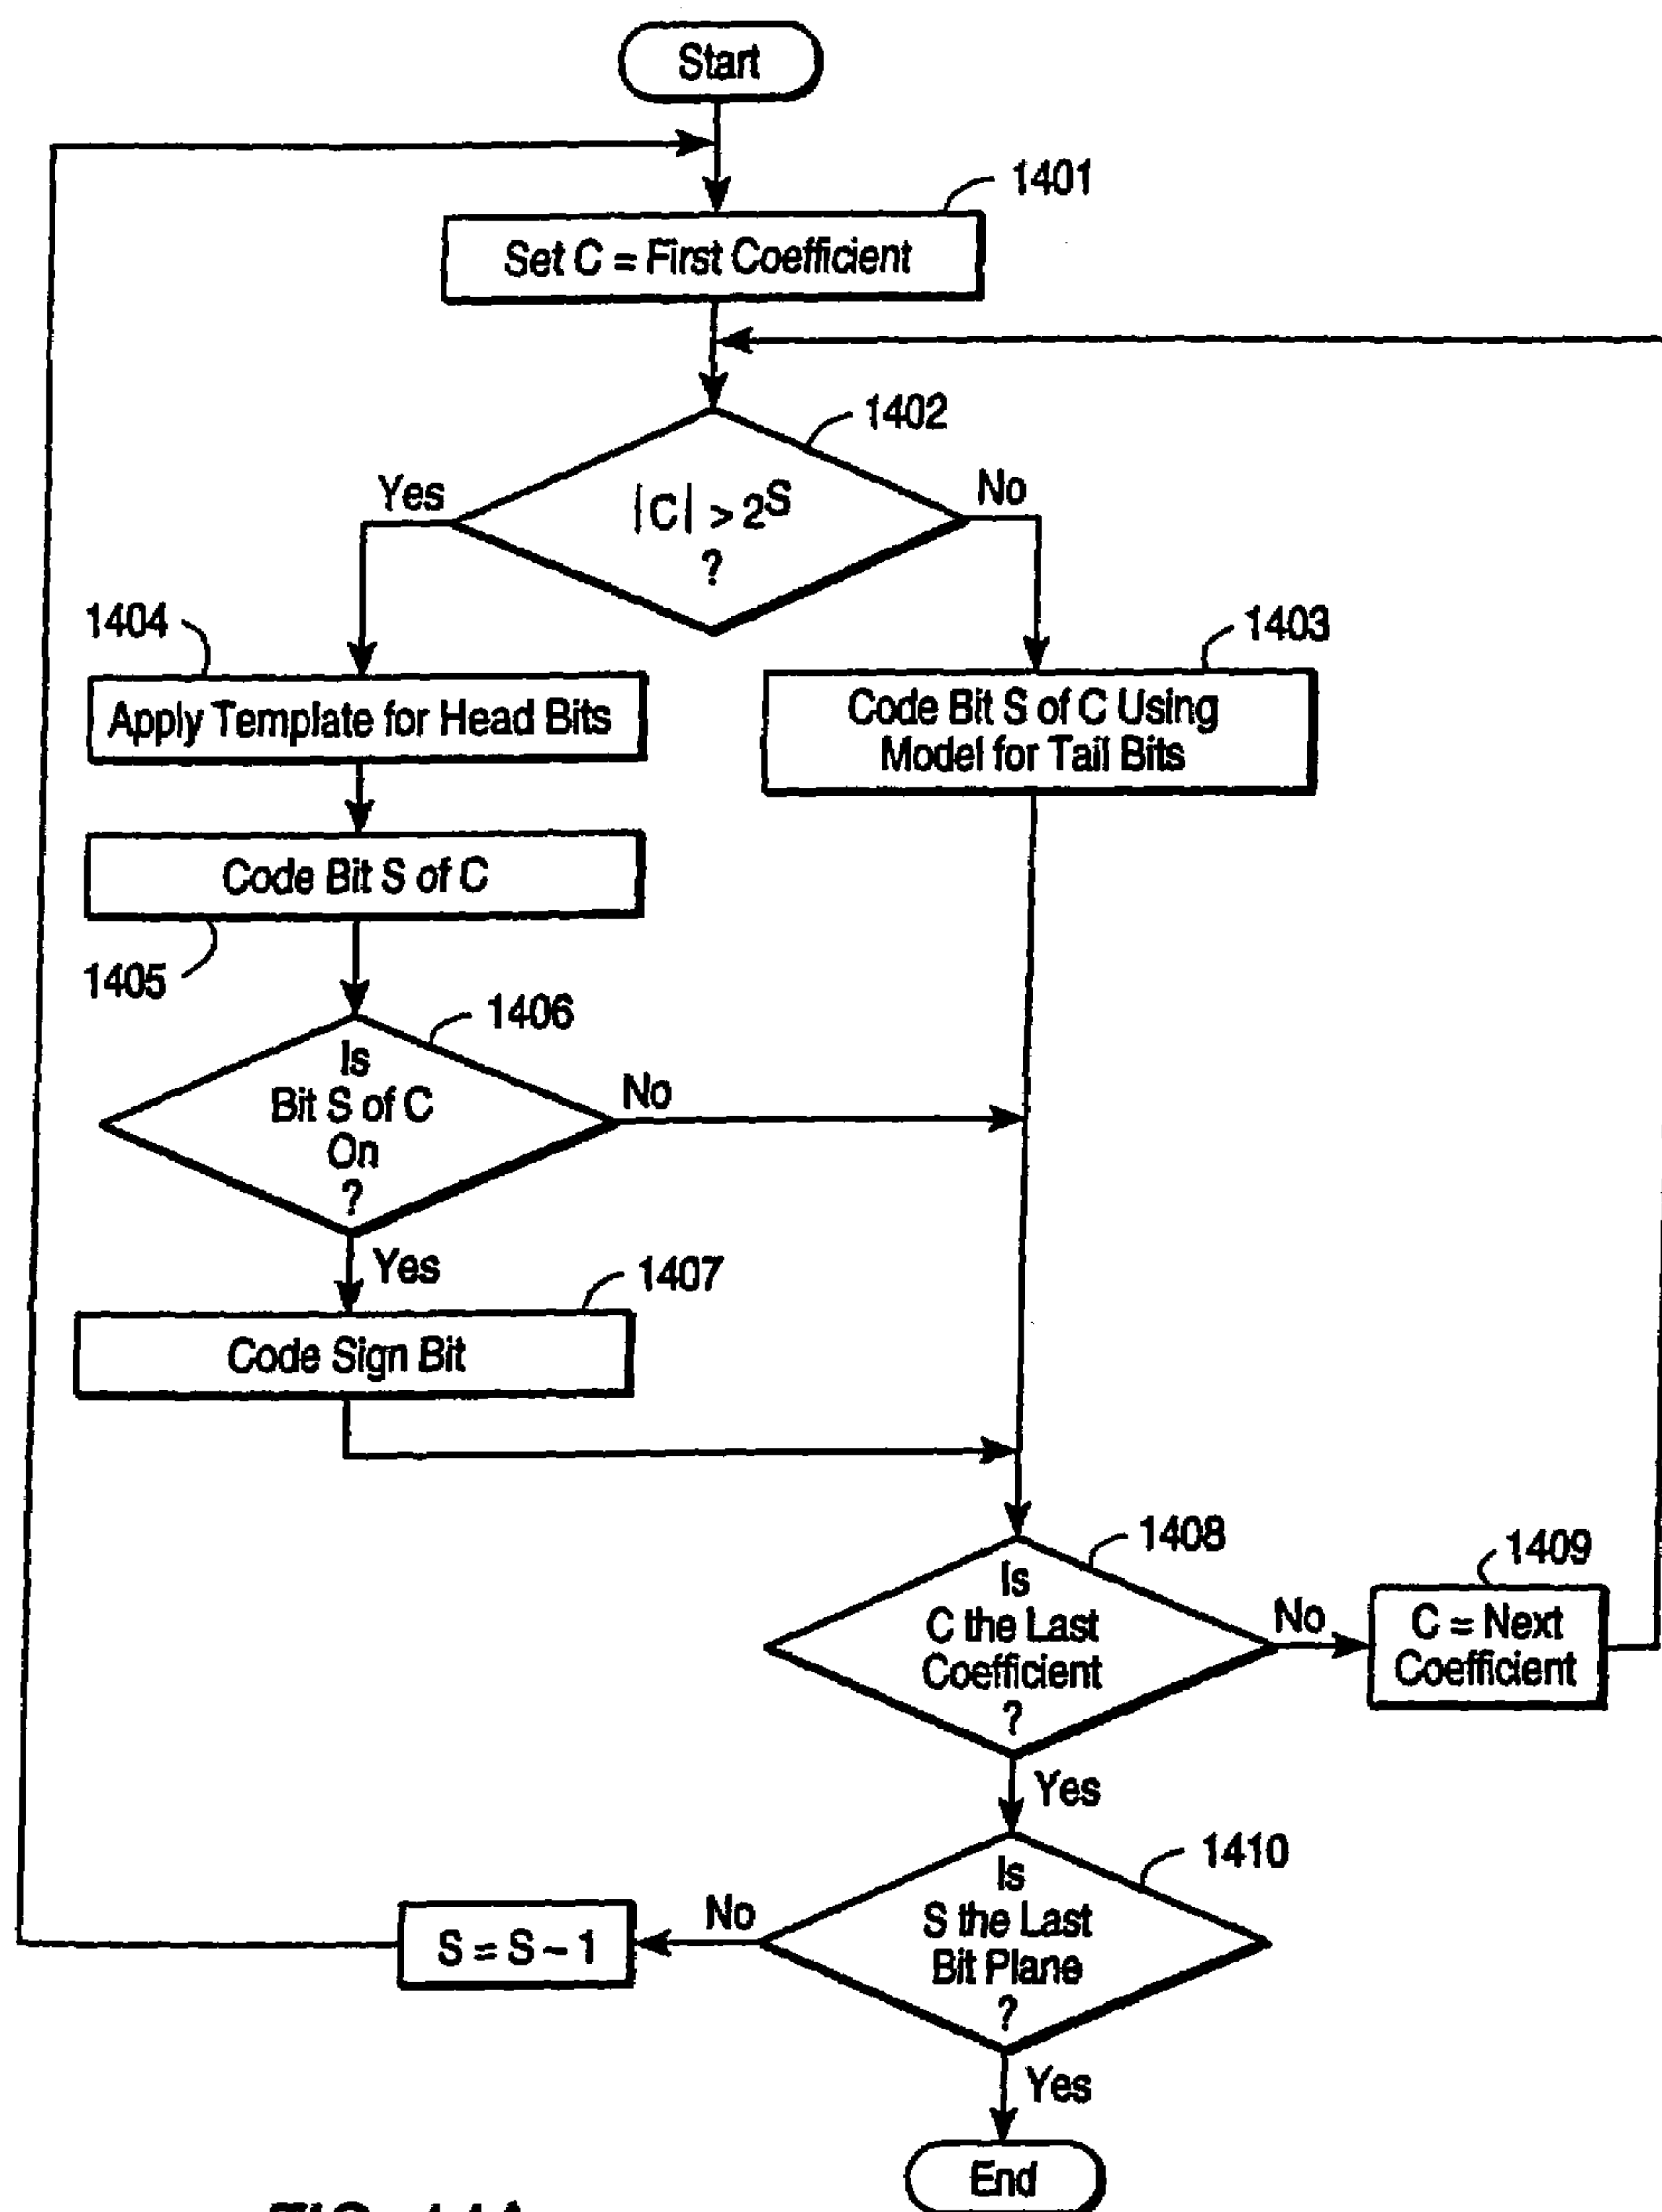 Start
1401
Set C = First Coefficient
1402
Yes
|C| > 2^S
?
No
1404
Apply Template for Head Bits
1403
Code Bit S of C Using
Model for Tail Bits
Code Bit S of C
1405
1406
Is
Bit S of C
On
?
No
Yes
1407
Code Sign Bit
1408
Is
C the Last
Coefficient
?
No
1409
C = Next
Coefficient
Yes
1410
Is
S the Last
Bit Plane
?
No
S = S – 1
Yes
End